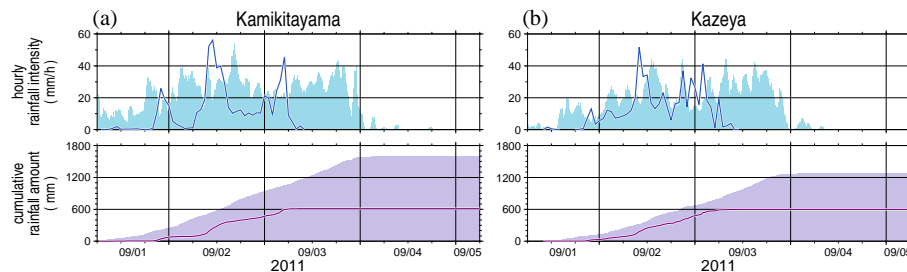 (a) Kamikitayama
(b) Kazeya
hourly
rainfall intensity
( mm/h )
60
40
20
0
60
40
20
0
cumulative
rainfall amount
( mm )
1800
1200
600
0
1800
1200
600
0
09/01 09/02 09/03 09/04 09/05
2011
09/01 09/02 09/03 09/04 09/05
2011